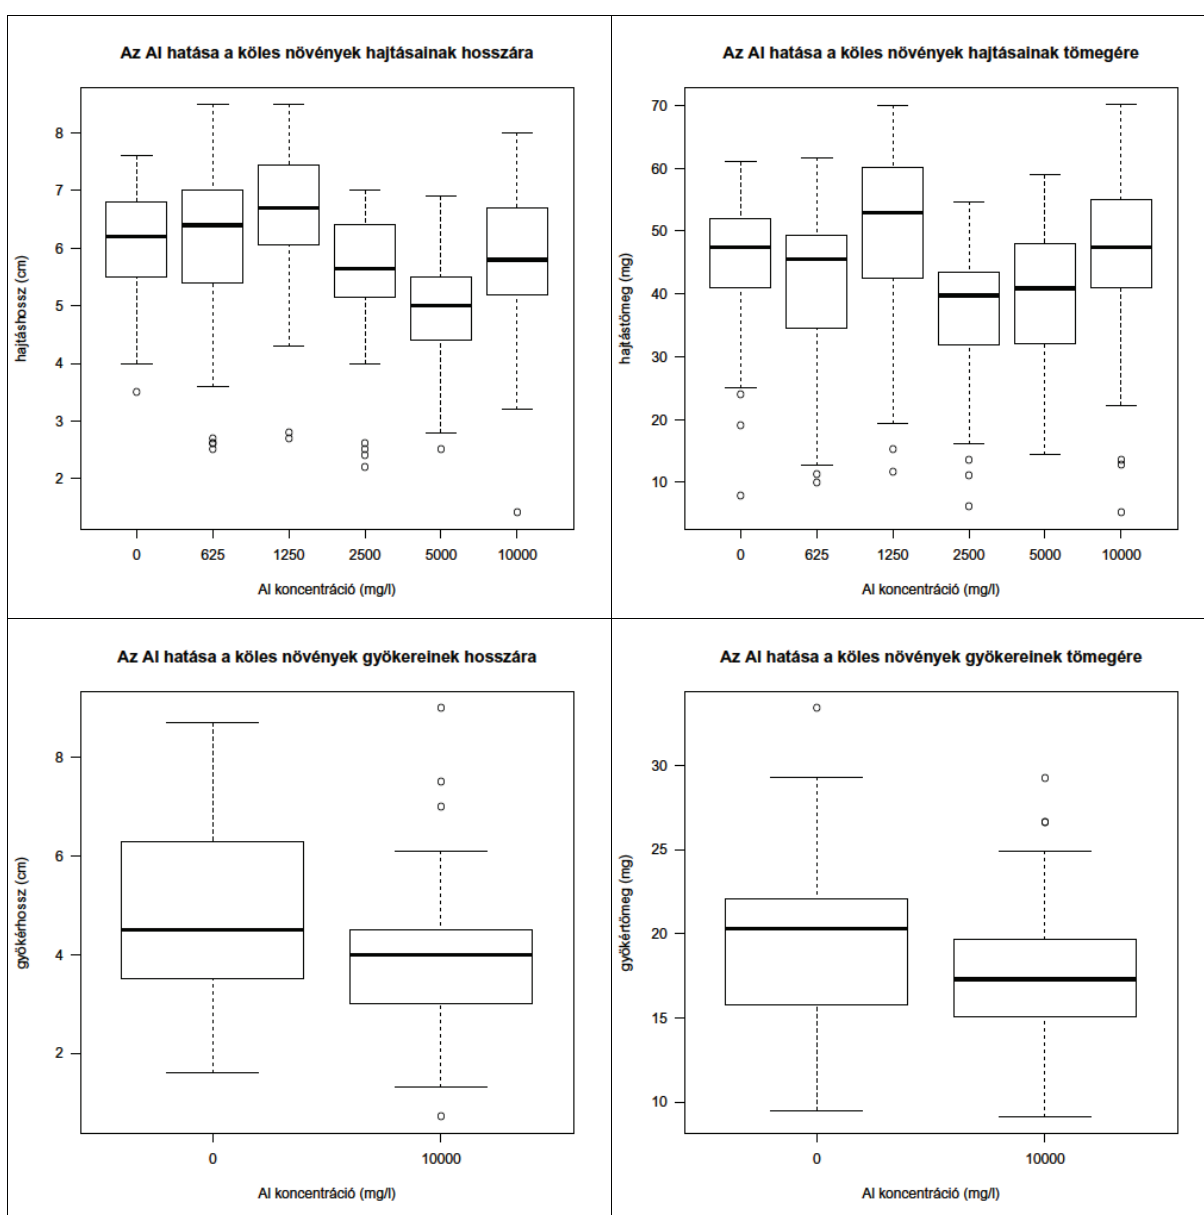 Az Al hatása a köles növények hajtásainak hosszára
hajtáshossz (cm)
8
7
6
5
4
3
2
0 625 1250 2500 5000 10000
Al koncentráció (mg/l)
Az Al hatása a köles növények hajtásainak tömegére
hajtástömeg (mg)
70
60
50
40
30
20
10
0 625 1250 2500 5000 10000
Al koncentráció (mg/l)
Az Al hatása a köles növények gyökereinek hosszára
gyökérhossz (cm)
8
6
4
2
0 10000
Al koncentráció (mg/l)
Az Al hatása a köles növények gyökereinek tömegére
gyökértömeg (mg)
30
25
20
15
10
0 10000
Al koncentráció (mg/l)